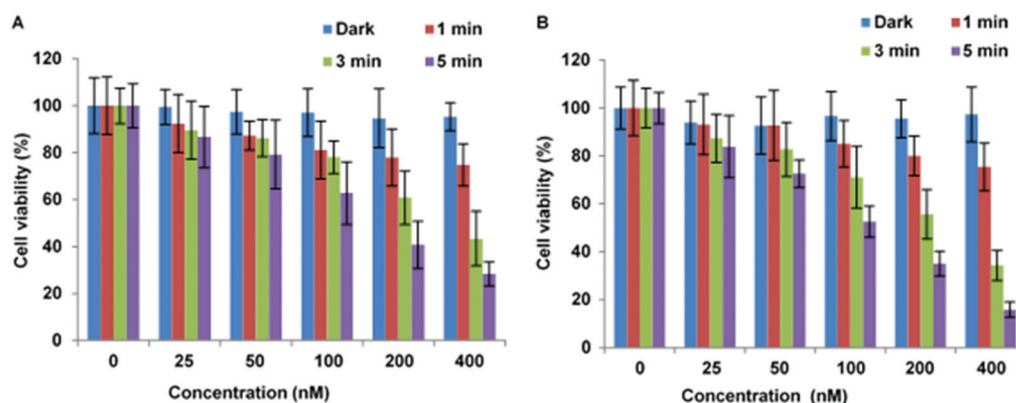 A
Dark
1 min
3 min
5 min
120
100
80
60
40
20
0
Cell viability (%)
0 25 50 100 200 400
Concentration (nM)
B
Dark
1 min
3 min
5 min
120
100
80
60
40
20
0
Cell viability (%)
0 25 50 100 200 400
Concentration (nM)